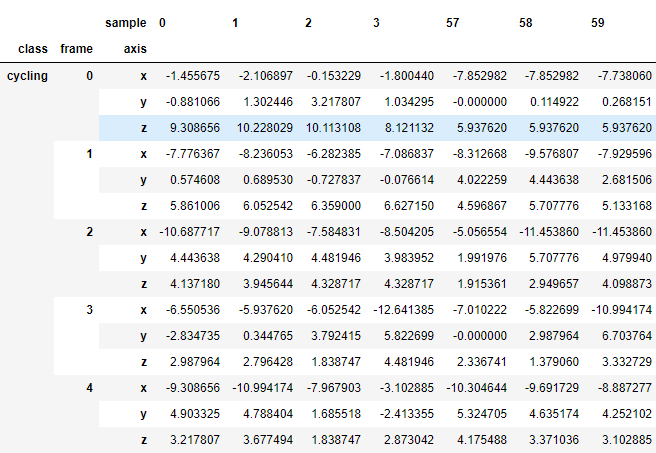 sample 0 1 2 3 57 58 59
class frame axis
cycling 0 x -1.455675 -2.106897 -0.153229 -1.800440 -7.852982 -7.852982 -7.738060
y -0.881066 1.302446 3.217807 1.034295 -0.000000 0.114922 0.268151
z 9.308656 10.228029 10.113108 8.121132 5.937620 5.937620 5.937620
1 x -7.776367 -8.236053 -6.282385 -7.086837 -8.312668 -9.576807 -7.929596
y 0.574608 0.689530 -0.727837 -0.076614 4.022259 4.443638 2.681506
z 5.861006 6.052542 6.359000 6.627150 4.596867 5.707776 5.133168
2 x -10.687717 -9.078813 -7.584831 -8.504205 -5.056554 -11.453860 -11.453860
y 4.443638 4.290410 4.481946 3.983952 1.991976 5.707776 4.979940
z 4.137180 3.945644 4.328717 4.328717 1.915361 2.949657 4.098873
3 x -6.550536 -5.937620 -6.052542 -12.641385 -7.010222 -5.822699 -10.994174
y -2.834735 0.344765 3.792415 5.822699 -0.000000 2.987964 6.703764
z 2.987964 2.796428 1.838747 4.481946 2.336741 1.379060 3.332729
4 x -9.308656 -10.994174 -7.967903 -3.102885 -10.304644 -9.691729 -8.887277
y 4.903325 4.788404 1.685518 -2.413355 5.324705 4.635174 4.252102
z 3.217807 3.677494 1.838747 2.873042 4.175488 3.371036 3.102885